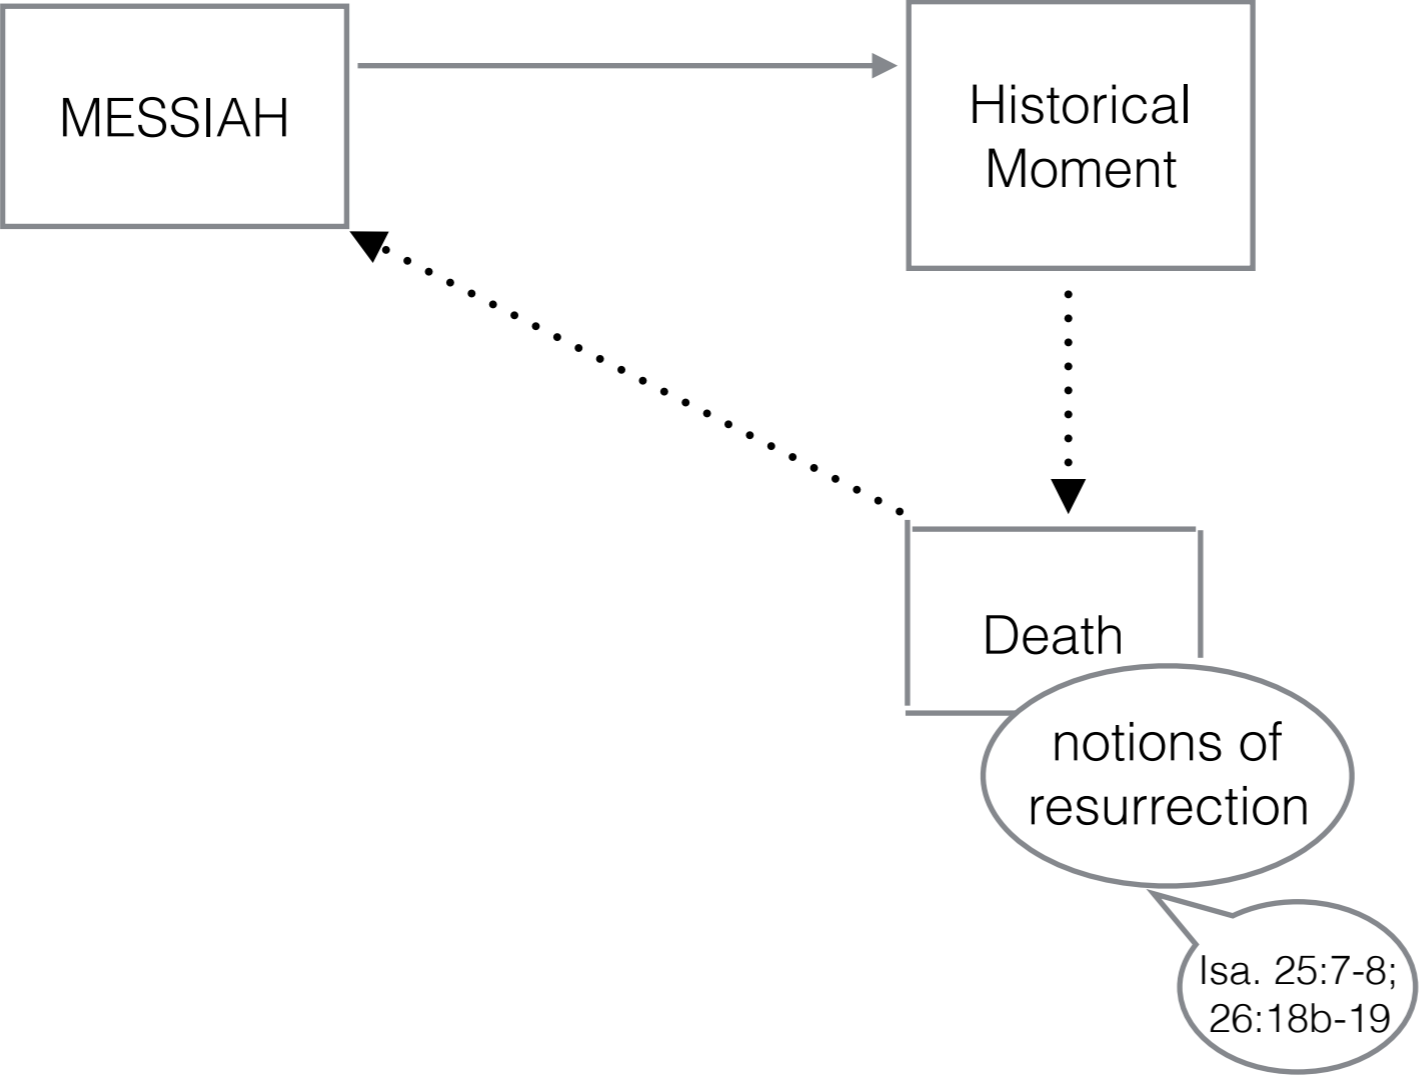 MESSIAH
Historical
Moment
Death
notions of
resurrection
Isa. 25:7-8;
26:18b-19